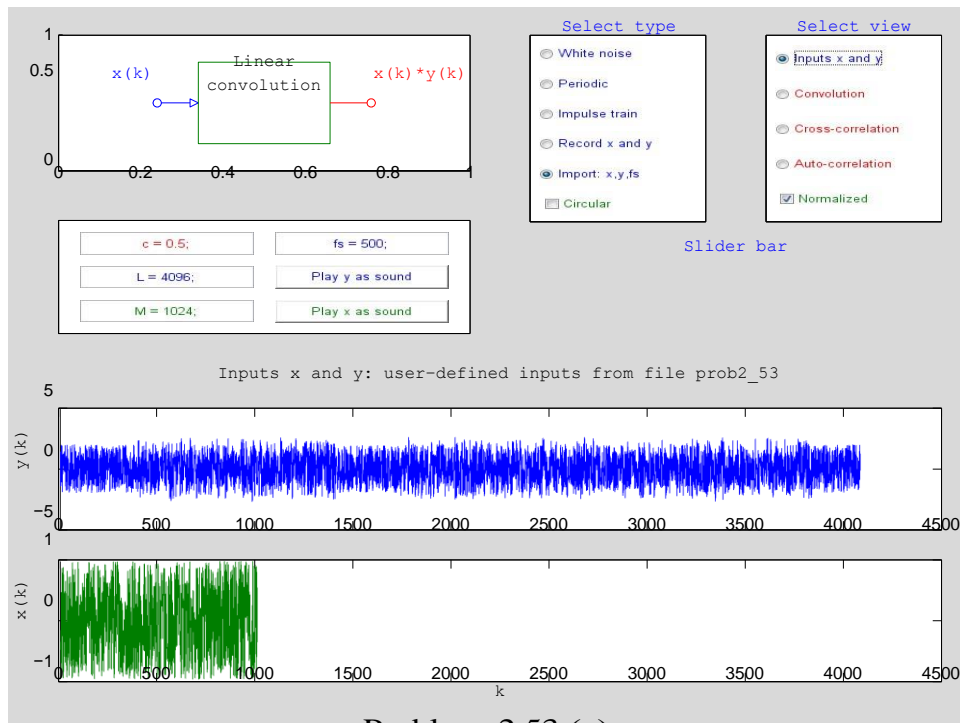 Select type
Select view
1
0.5
0
0
0.2
0.4
0.6
0.8
1
x(k)
Linear
convolution
x(k)*y(k)
White noise
Periodic
Impulse train
Record x and y
Import: x,y,fs
Circular
Inputs x and y
Convolution
Cross-correlation
Auto-correlation
Normalized
Slider bar
c = 0.5;
fs = 500;
L = 4096;
Play y as sound
M = 1024;
Play x as sound
Inputs x and y: user-defined inputs from file prob2_53
5
0
−5
y(k)
0
500
1000
1500
2000
2500
3000
3500
4000
4500
1
0
−1
x(k)
0
500
1000
1500
2000
2500
3000
3500
4000
4500
k